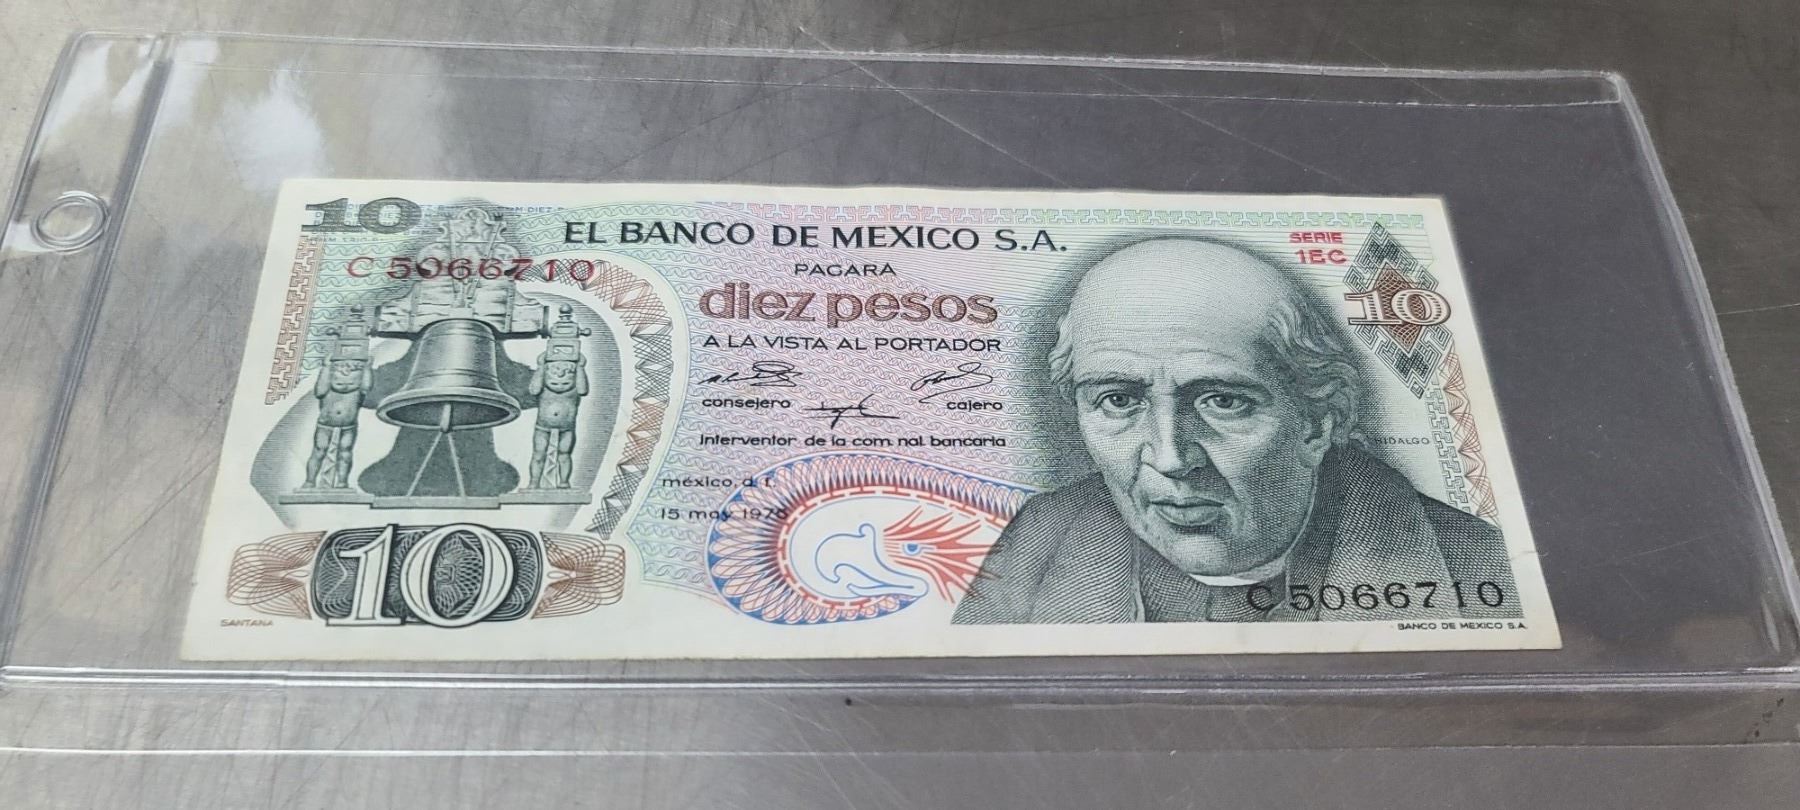 10
EL BANCO DE MEXICO S.A.
SERIE
1EC
C 5066710
PAGARA
diez pesos
10
A LA VISTA AL PORTADOR
consejero
cajero
Interventor de la com. nal. bancaria
HIDALGO
méxico, d. f.
15 may 1975
10
C 5066710
SANTANA
BANCO DE MEXICO S.A.